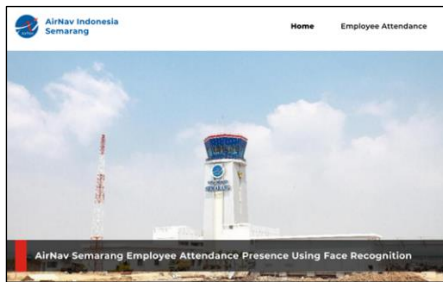 AirNav Indonesia
Semarang
Home
Employee Attendance
AirNav Semarang Employee Attendance Presence Using Face Recognition